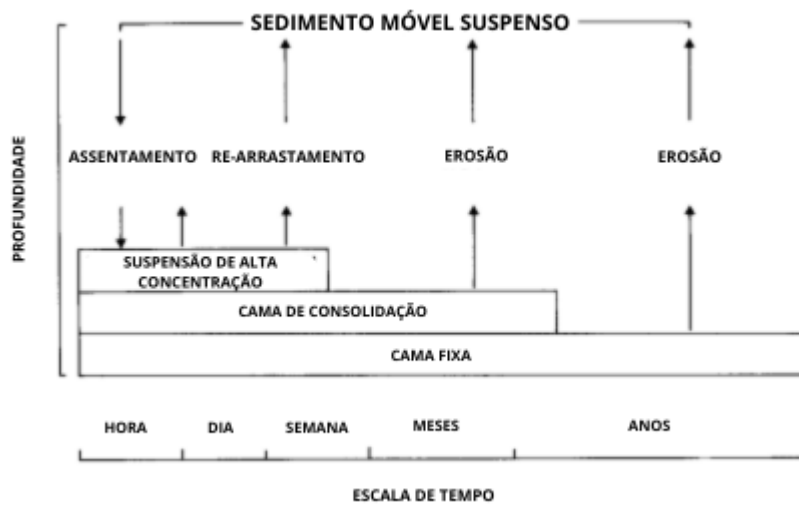 SEDIMENTO MÓVEL SUSPENSO
PROFUNDIDADE
ASSENTAMENTO
RE-ARRASTAMENTO
EROSÃO
EROSÃO
SUSPENSÃO DE ALTA
CONCENTRAÇÃO
CAMA DE CONSOLIDAÇÃO
CAMA FIXA
HORA
DIA
SEMANA
MESES
ANOS
ESCALA DE TEMPO